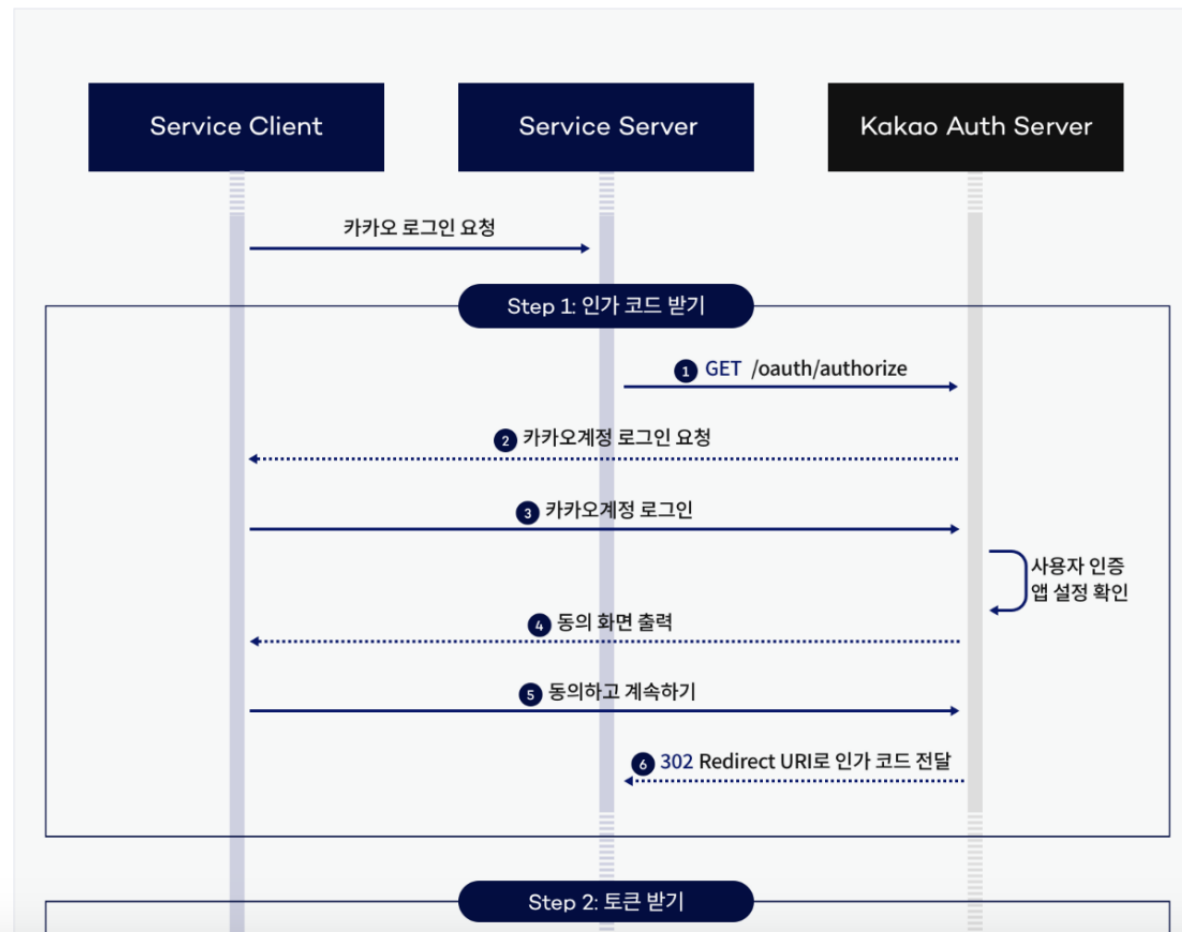 Service Client
Service Server
Kakao Auth Server
카카오 로그인 요청
Step 1: 인가 코드 받기
1 GET /oauth/authorize
2 카카오계정 로그인 요청
3 카카오계정 로그인
사용자 인증
앱 설정 확인
4 동의 화면 출력
5 동의하고 계속하기
6 302 Redirect URI로 인가 코드 전달
Step 2: 토큰 받기